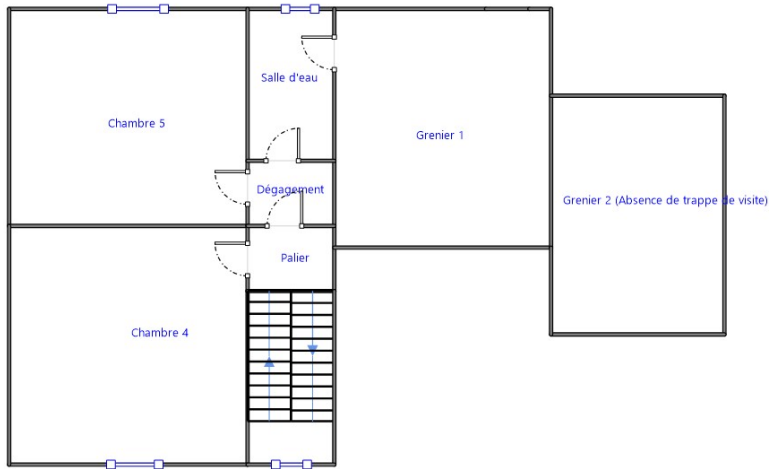 Salle d'eau
Chambre 5
Grenier 1
Dégagement
Grenier 2 (Absence de trappe de visite)
Palier
Chambre 4